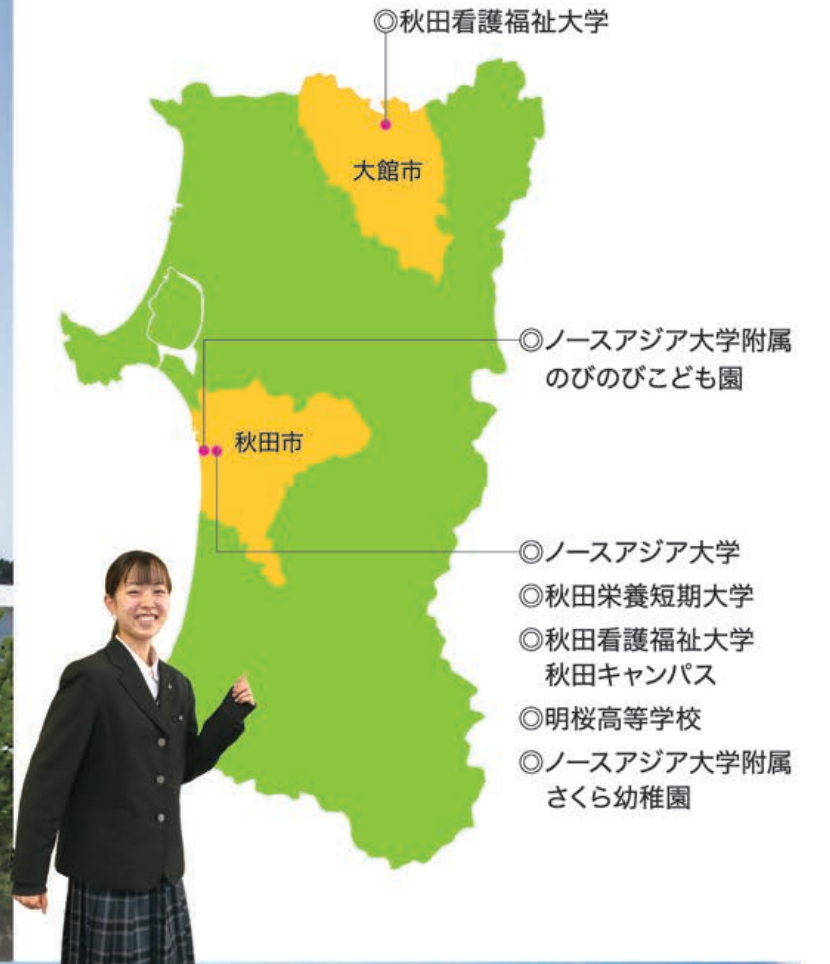 ◎秋田看護福祉大学
大館市
◎ノースアジア大学附属
のびのびこども園
秋田市
◎ノースアジア大学
◎秋田栄養短期大学
◎秋田看護福祉大学
秋田キャンパス
◎明桜高等学校
◎ノースアジア大学附属
さくら幼稚園